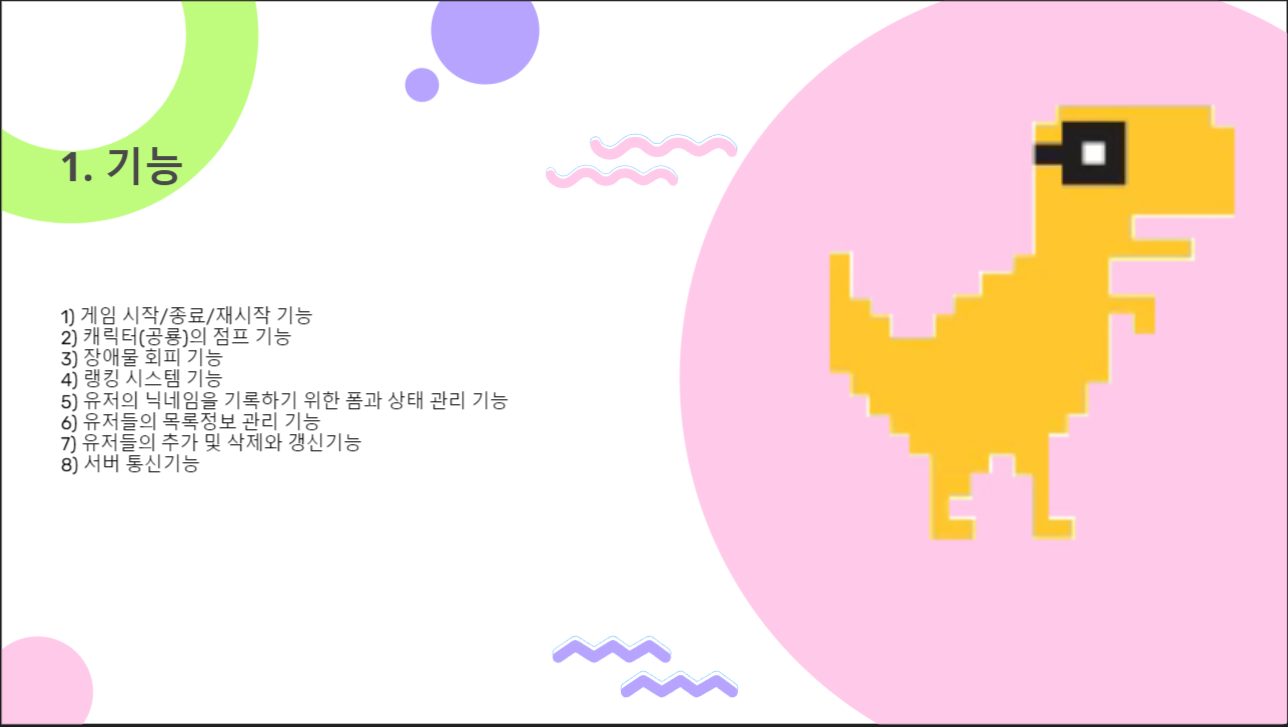 1. 기능
1) 게임 시작/종료/재시작 기능
2) 캐릭터(공룡)의 점프 기능
3) 장애물 회피 기능
4) 랭킹 시스템 기능
5) 유저의 닉네임을 기록하기 위한 폼과 상태 관리 기능
6) 유저들의 목록정보 관리 기능
7) 유저들의 추가 및 삭제와 갱신기능
8) 서버 통신기능